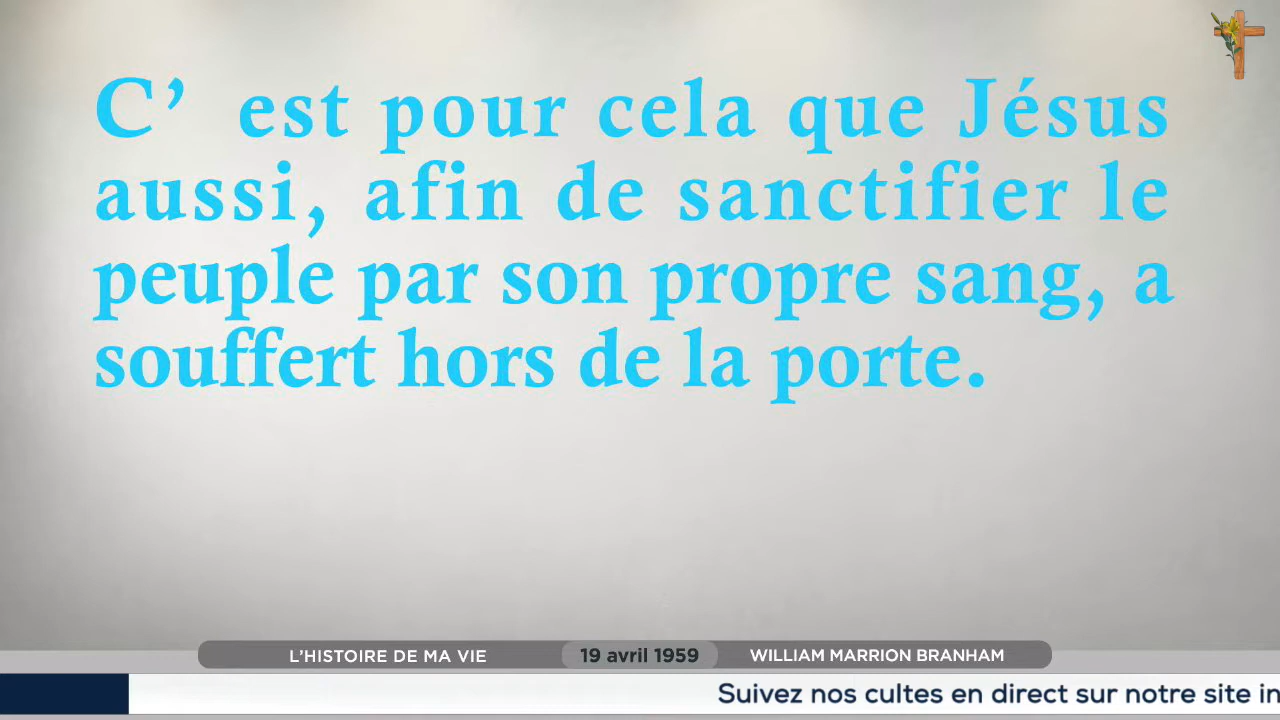 C’ est pour cela que Jésus
aussi, afin de sanctifier le
peuple par son propre sang, a
souffert hors de la porte.
L’HISTOIRE DE MA VIE
19 avril 1959
WILLIAM MARRION BRANHAM
Suivez nos cultes en direct sur notre site in